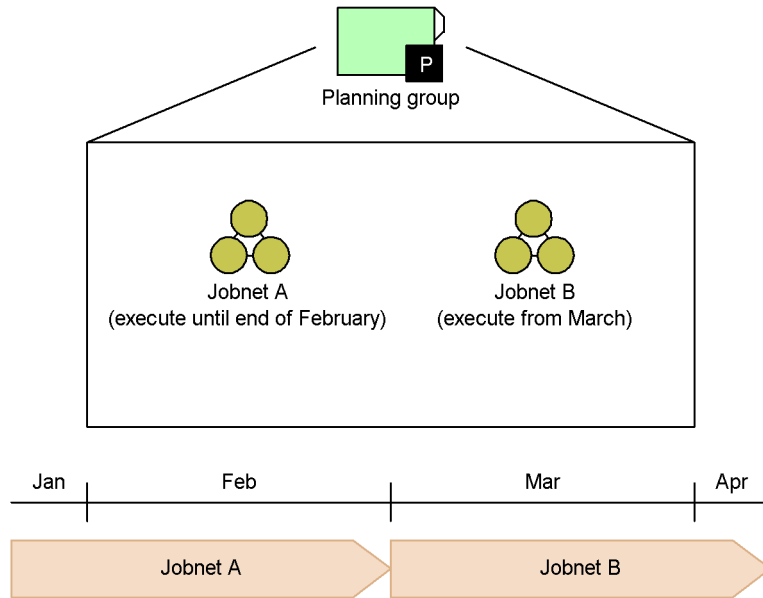 P
Planning group
Jobnet A
(execute until end of February)
Jobnet B
(execute from March)
Jan Feb Mar Apr
Jobnet A Jobnet B